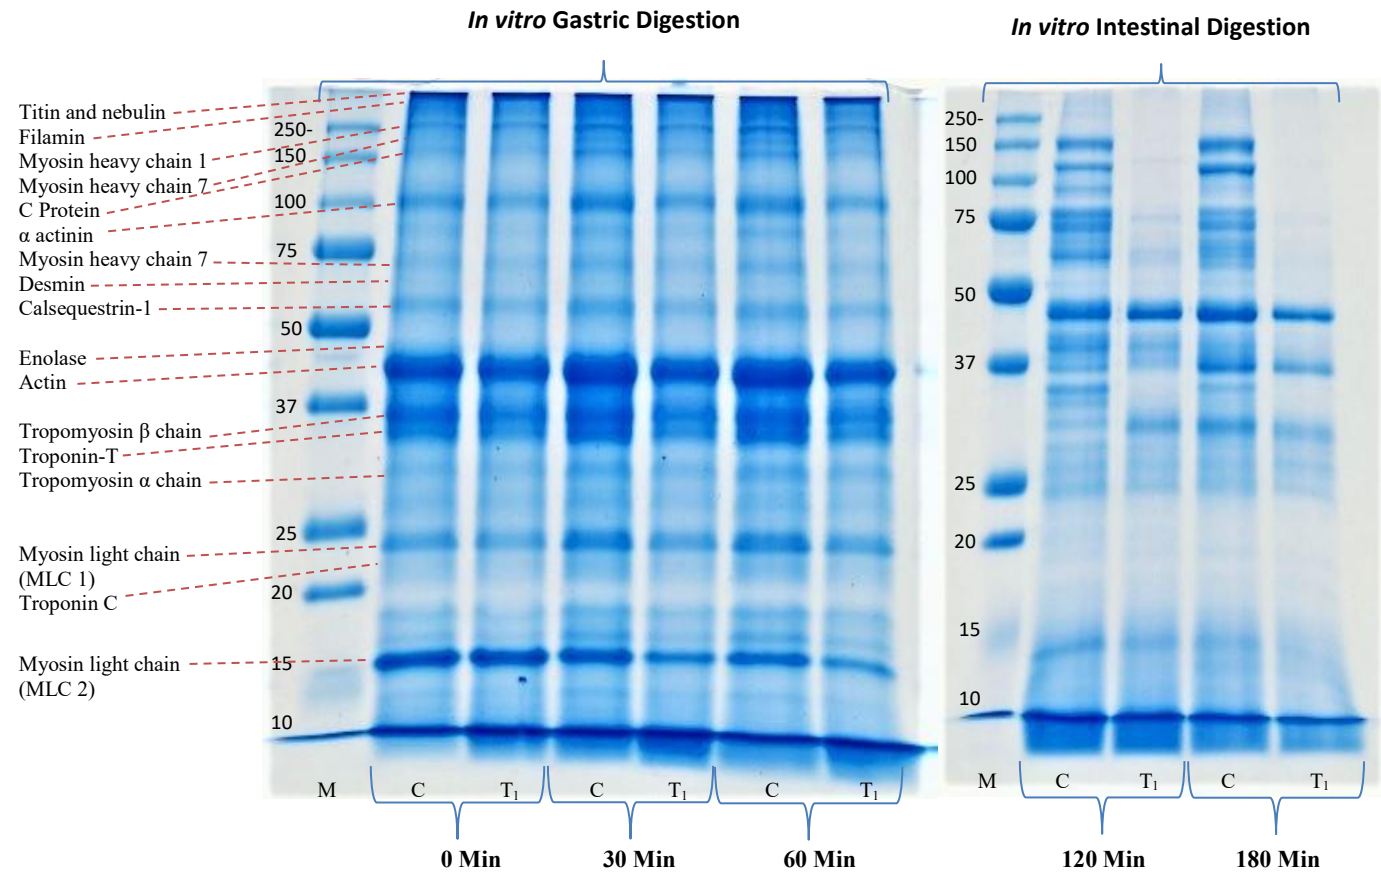 In vitro Gastric Digestion
In vitro Intestinal Digestion
Titin and nebulin
Filamin
Myosin heavy chain 1
Myosin heavy chain 7
C Protein
α actinin
Myosin heavy chain 7
Desmin
Calsequestrin-1
Enolase
Actin
Tropomyosin β chain
Troponin-T
Tropomyosin α chain
Myosin light chain
(MLC 1)
Troponin C
Myosin light chain
(MLC 2)
250-
150
100
75
50
37
25
20
15
10
250-
150
100
75
50
37
25
20
15
10
M C T₁ C T₁ C T₁
M C T₁ C T₁
0 Min 30 Min 60 Min
120 Min 180 Min